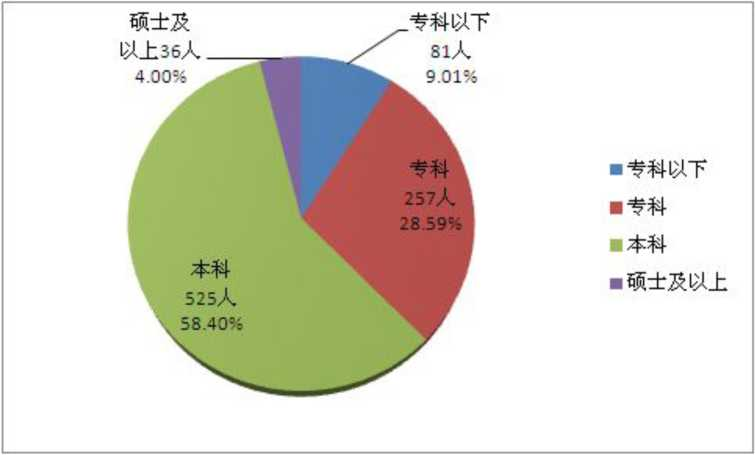 硕士及
以上36人
4.00%
专科以下
81人
9.01%
专科
257人
28.59%
本科
525人
58.40%
专科以下
专科
本科
硕士及以上